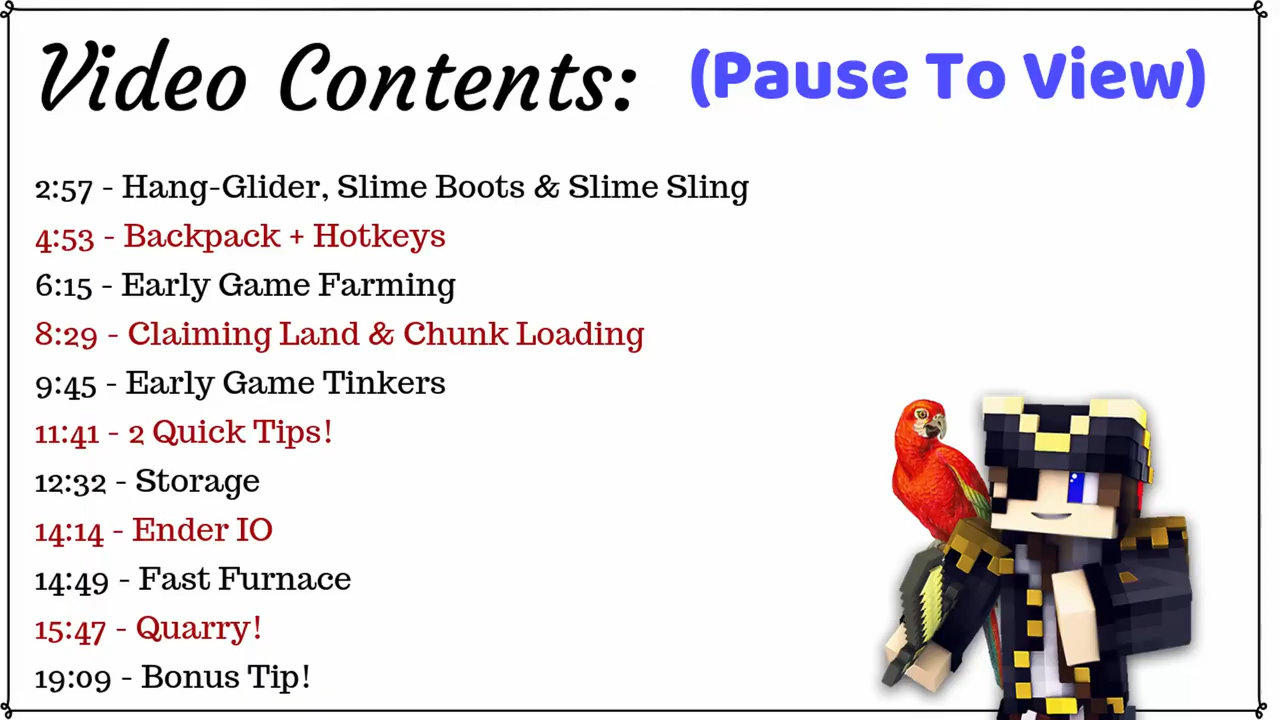 Video Contents: (Pause To View)
2:57 - Hang-Glider, Slime Boots & Slime Sling
4:53 - Backpack + Hotkeys
6:15 - Early Game Farming
8:29 - Claiming Land & Chunk Loading
9:45 - Early Game Tinkers
11:41 - 2 Quick Tips!
12:32 - Storage
14:14 - Ender IO
14:49 - Fast Furnace
15:47 - Quarry!
19:09 - Bonus Tip!